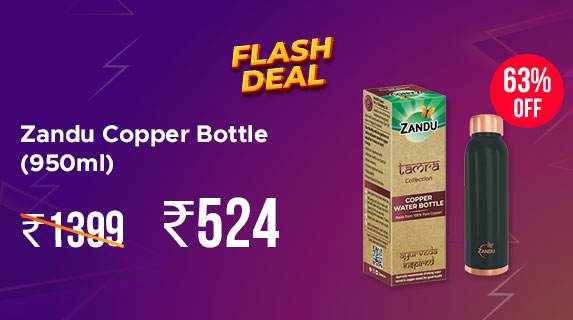 FLASH
DEAL
63%
OFF
Zandu Copper Bottle
(950ml)
₹1399
₹524
ZANDU
tamra
Collection
COPPER
WATER BOTTLE
Made from 100% Pure Copper
ayurveda
inspired
ZANDU